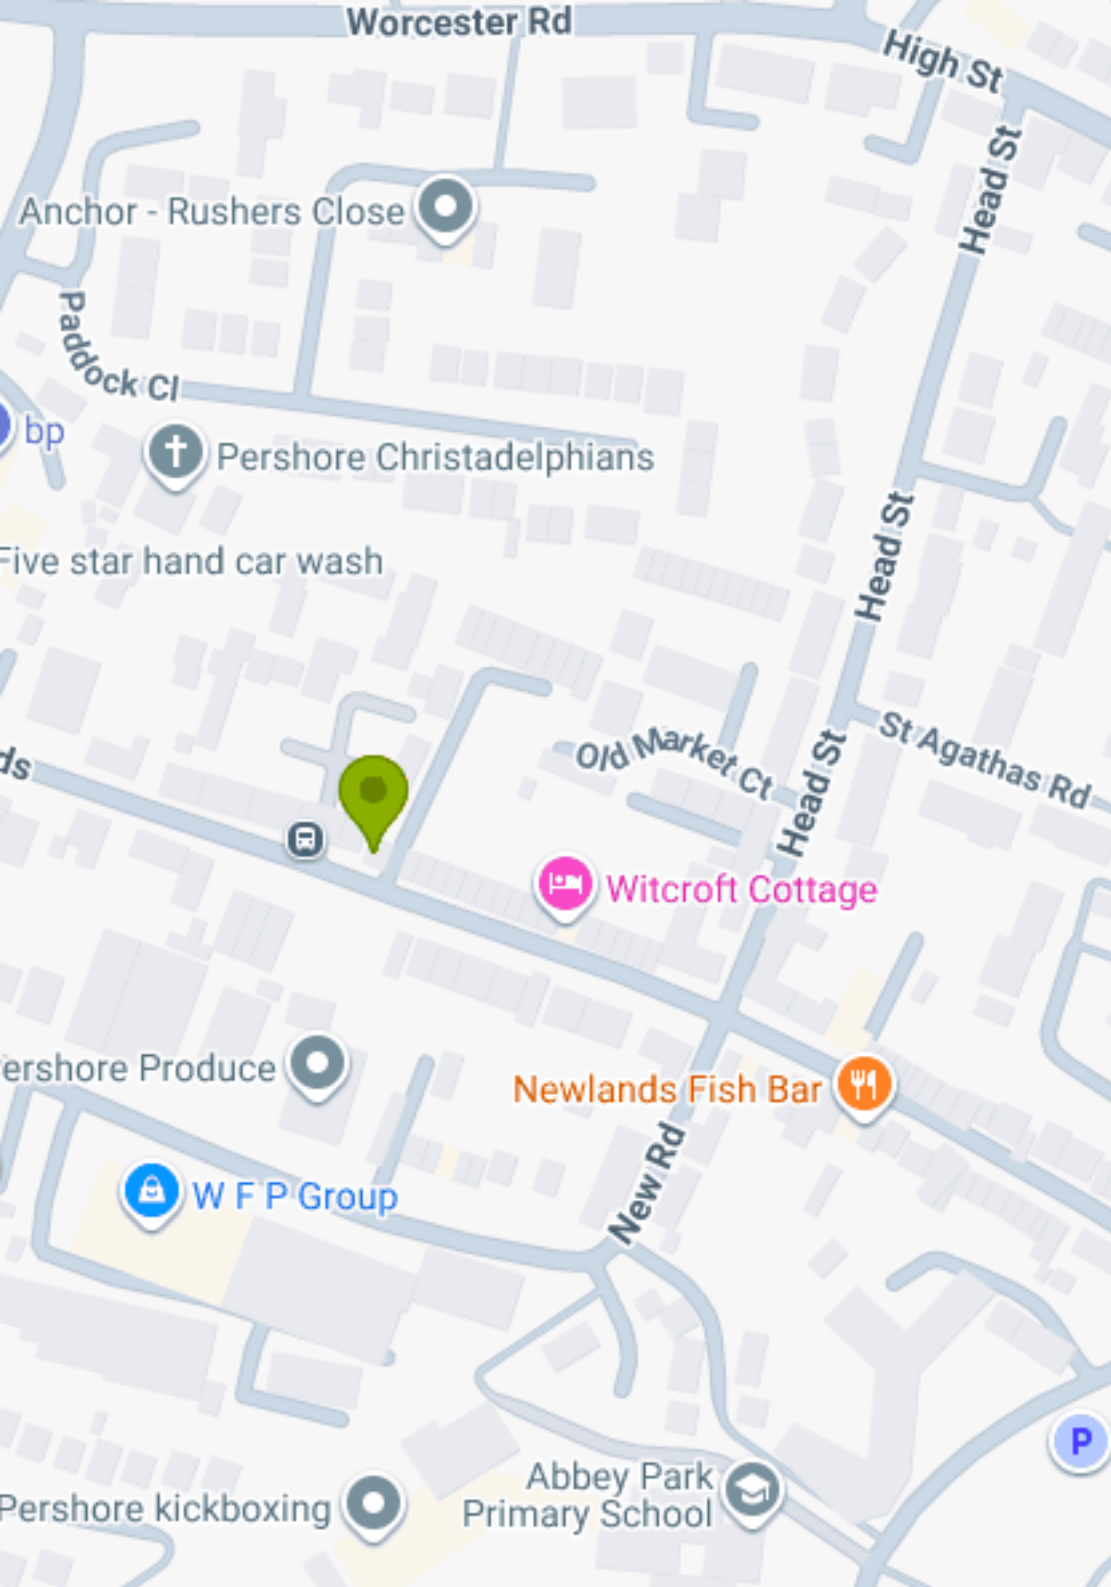 Worcester Rd
High St
Head St
Anchor - Rushers Close
Paddock Cl
bp
Pershore Christadelphians
Head St
Five star hand car wash
Old Market Ct
St Agathas Rd
Head St
ds
Witcroft Cottage
ershore Produce
Newlands Fish Bar
New Rd
W F P Group
P
Abbey Park
Primary School
Pershore kickboxing